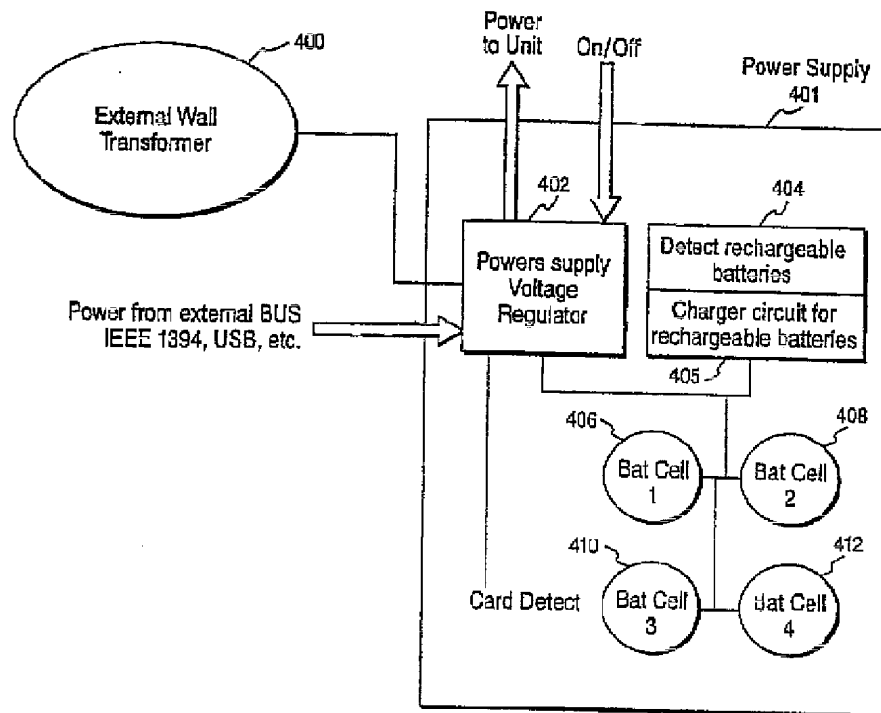 400
External Wall
Transformer
Power
to Unit
On/Off
Power Supply
401
402
Powers supply
Voltage
Regulator
404
Detect rechargeable
batteries
Charger circuit for
rechargeable batteries
405
Power from external BUS
IEEE 1394, USB, etc.
406
Bat Cell
1
408
Bat Cell
2
410
Bat Cell
3
412
Bat Cell
4
Card Detect